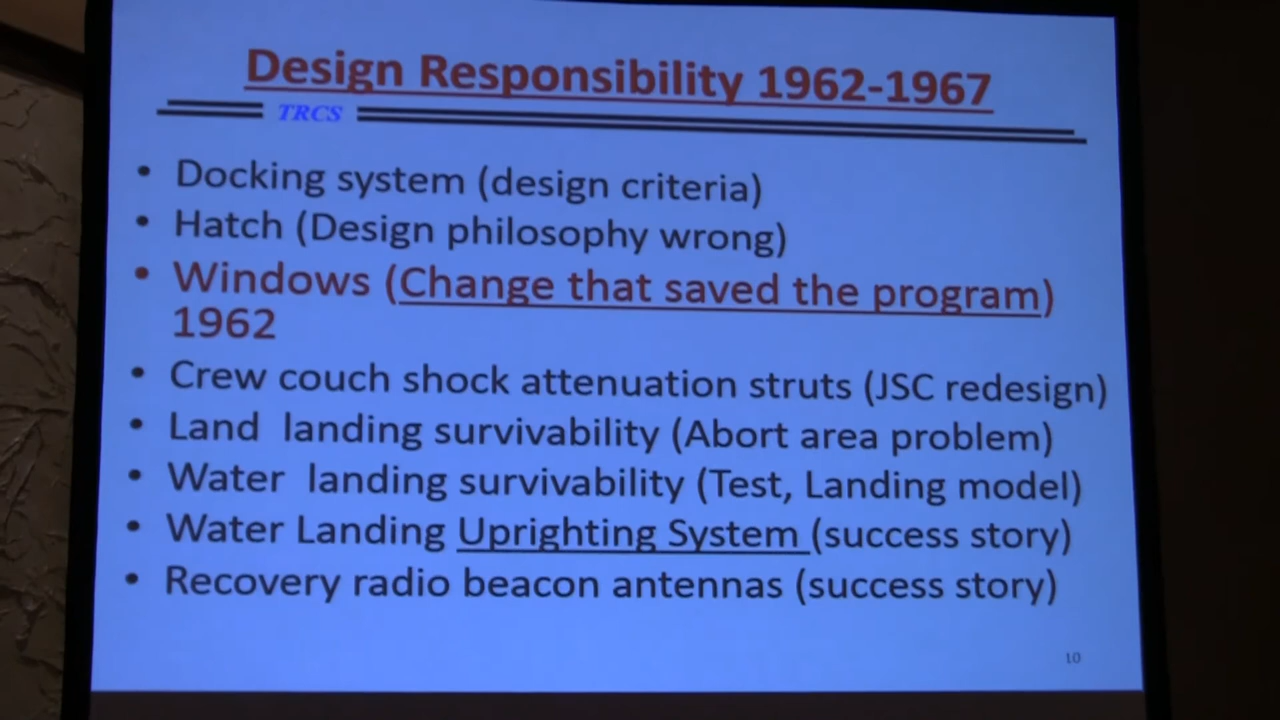 Design Responsibility 1962-1967
TRCS
• Docking system (design criteria)
• Hatch (Design philosophy wrong)
• Windows (Change that saved the program)
1962
• Crew couch shock attenuation struts (JSC redesign)
• Land landing survivability (Abort area problem)
• Water landing survivability (Test, Landing model)
• Water Landing Uprighting System (success story)
• Recovery radio beacon antennas (success story)
10